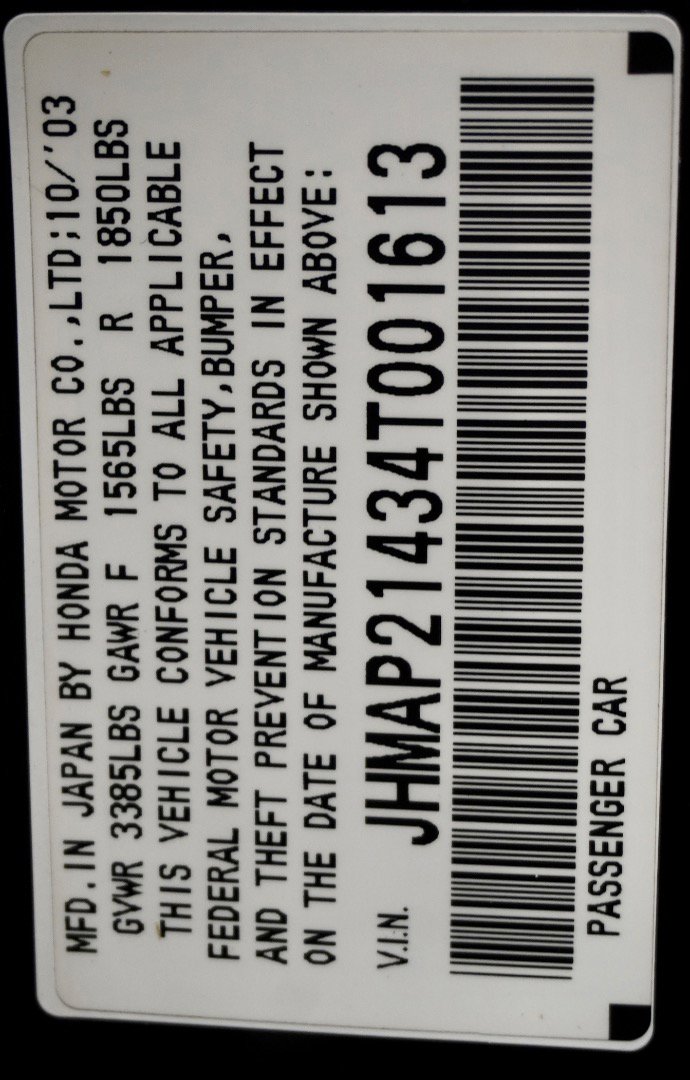 MFD.IN JAPAN BY HONDA MOTOR CO.,LTD;10/'03
GVWR 3385LBS GAWR F 1565LBS R 1850LBS
THIS VEHICLE CONFORMS TO ALL APPLICABLE
FEDERAL MOTOR VEHICLE SAFETY,BUMPER,
AND THEFT PREVENTION STANDARDS IN EFFECT
ON THE DATE OF MANUFACTURE SHOWN ABOVE:
V.I.N. JHMAP21434T001613
PASSENGER CAR